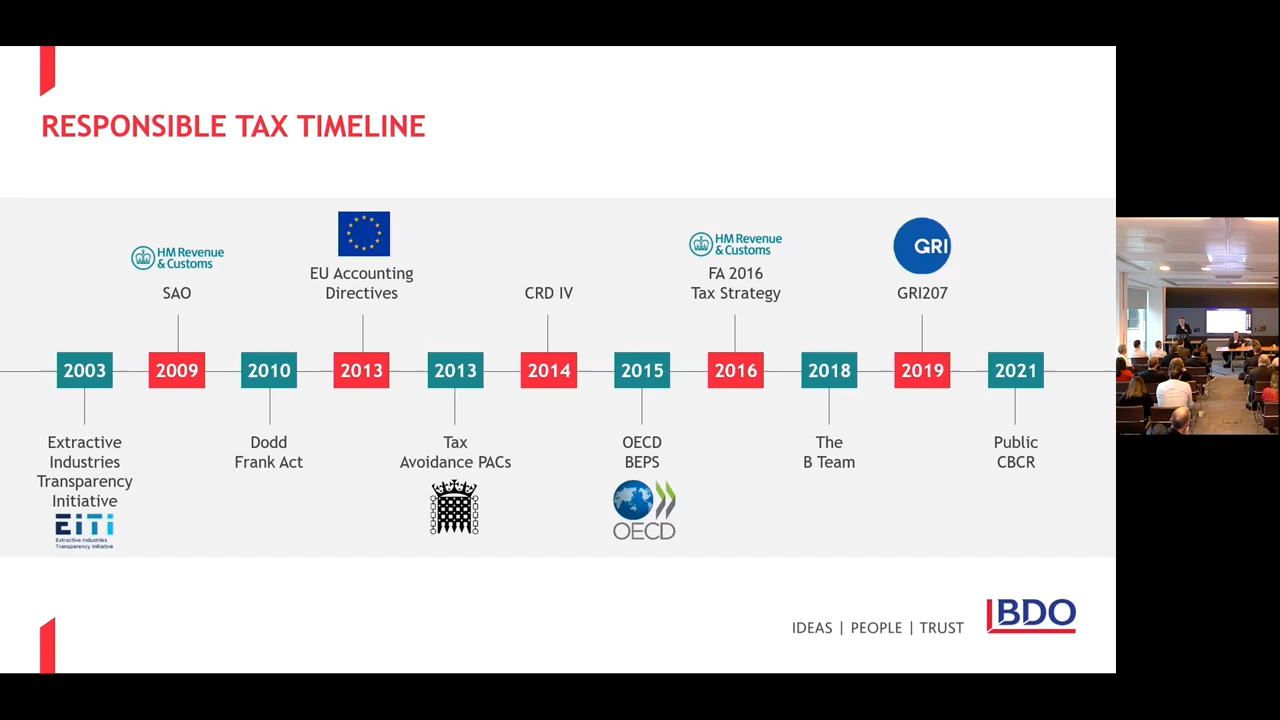 RESPONSIBLE TAX TIMELINE
HM Revenue
& Customs
SAO
EU Accounting
Directives
CRD IV
HM Revenue
& Customs
FA 2016
Tax Strategy
GRI
GRI207
2003
2009
2010
2013
2013
2014
2015
2016
2018
2019
2021
Extractive
Industries
Transparency
Initiative
EITI
Extractive Industries
Transparency Initiative
Dodd
Frank Act
Tax
Avoidance PACs
OECD
BEPS
OECD
The
B Team
Public
CBCR
IDEAS | PEOPLE | TRUST
BDO